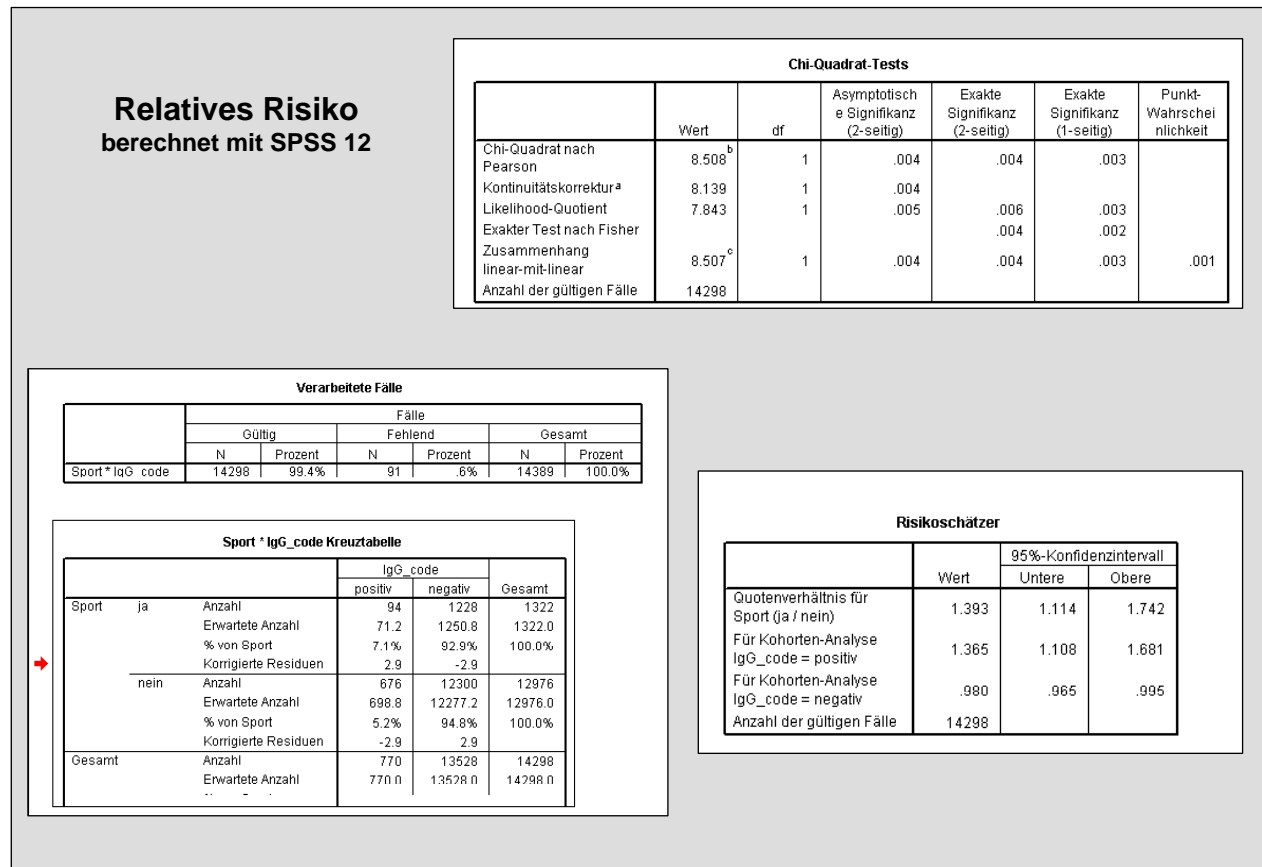 Relatives Risiko
berechnet mit SPSS 12
Chi-Quadrat-Tests
Wert df Asymptotisch e Signifikanz (2-seitig) Exakte Signifikanz (2-seitig) Exakte Signifikanz (1-seitig) Punkt- Wahrschei nlichkeit
Chi-Quadrat nach Pearson 8.508 b 1 .004 .004 .003
Kontinuitätskorrektur a 8.139 1 .004
Likelihood-Quotient 7.843 1 .005 .006 .003
Exakter Test nach Fisher .004 .002
Zusammenhang linear-mit-linear 8.507 c 1 .004 .004 .003 .001
Anzahl der gültigen Fälle 14298
Verarbeitete Fälle
Fälle
Gültig Fehlend Gesamt
N Prozent N Prozent N Prozent
Sport * IgG_code 14298 99.4% 91 .6% 14389 100.0%
Sport * IgG_code Kreuztabelle
IgG_code
positiv negativ Gesamt
Sport ja Anzahl 94 1228 1322
Erwartete Anzahl 71.2 1250.8 1322.0
% von Sport 7.1% 92.9% 100.0%
Korrigierte Residuen 2.9 -2.9
nein Anzahl 676 12300 12976
Erwartete Anzahl 698.8 12277.2 12976.0
% von Sport 5.2% 94.8% 100.0%
Korrigierte Residuen -2.9 2.9
Gesamt Anzahl 770 13528 14298
Erwartete Anzahl 770.0 13528.0 14298.0
Risikoschätzer
95%-Konfidenzintervall
Wert Untere Obere
Quotenverhältnis für Sport (ja / nein) 1.393 1.114 1.742
Für Kohorten-Analyse IgG_code = positiv 1.365 1.108 1.681
Für Kohorten-Analyse IgG_code = negativ .980 .965 .995
Anzahl der gültigen Fälle 14298